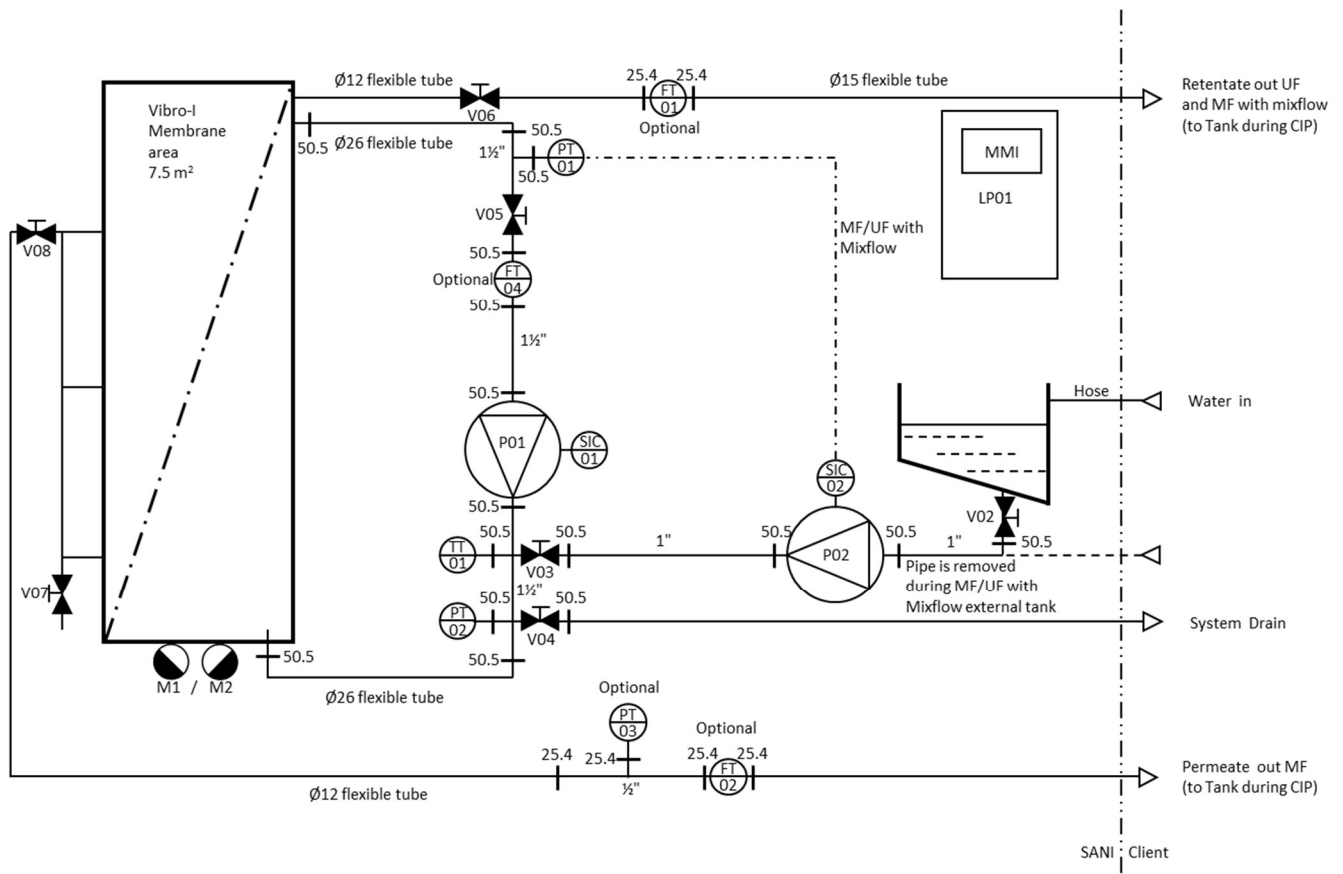 Ø12 flexible tube
V06
25.4
25.4
FT
01
Optional
Ø15 flexible tube
Retentate out UF
and MF with mixflow
(to Tank during CIP)
Vibro-I
Membrane
area
7.5 m²
50.5
Ø26 flexible tube
50.5
1½"
PT
01
50.5
MMI
LP01
V05
MF/UF with
Mixflow
V08
50.5
Optional
FT
04
50.5
1½"
50.5
Hose
Water in
P01
SIC
01
SIC
02
50.5
V02
50.5
TT
01
50.5
50.5
V03
1"
50.5
P02
50.5
1"
Pipe is removed
during MF/UF with
Mixflow external tank
V07
1½"
50.5
50.5
PT
02
V04
System Drain
50.5
50.5
M1 / M2
Ø26 flexible tube
Optional
PT
03
Optional
25.4
25.4
25.4
25.4
FT
02
½"
Ø12 flexible tube
Permeate out MF
(to Tank during CIP)
SANI
Client